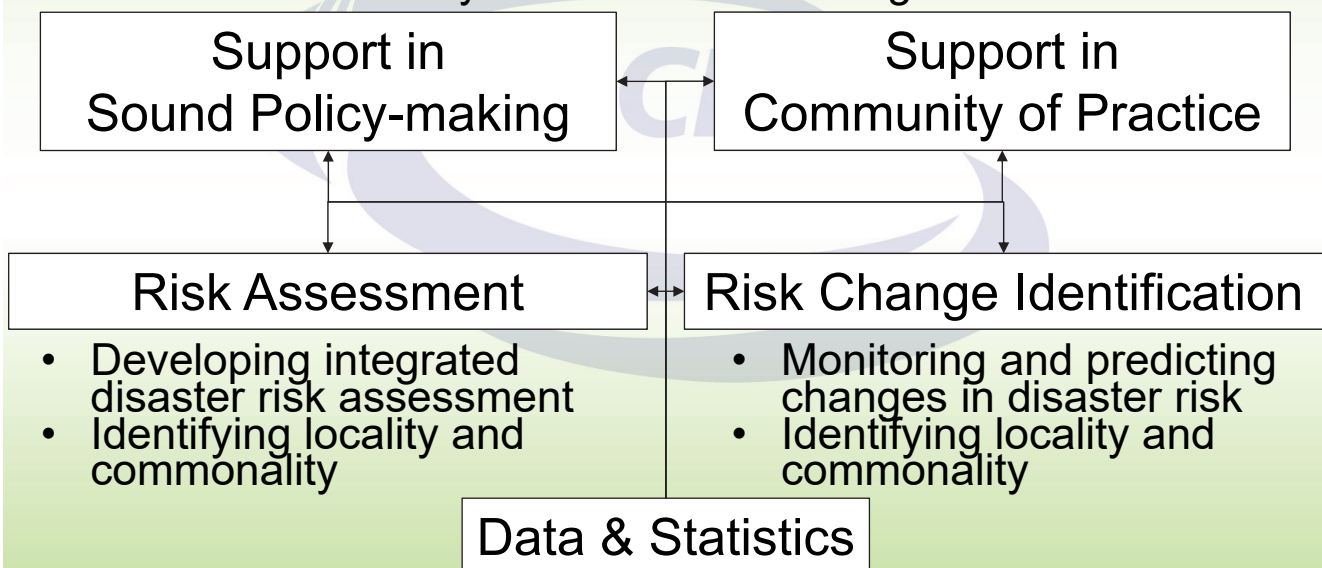 Support in
Sound Policy-making
Support in
Community of Practice
Risk Assessment
Risk Change Identification
• Developing integrated
disaster risk assessment
• Identifying locality and
commonality
• Monitoring and predicting
changes in disaster risk
• Identifying locality and
commonality
Data & Statistics